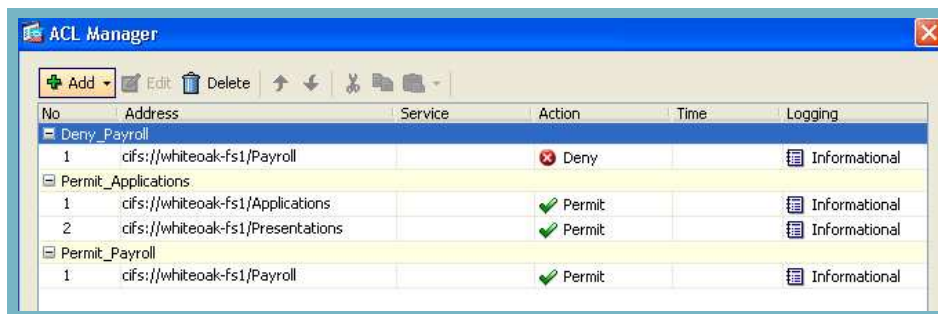 ACL Manager
Add Edit Delete
No Address Service Action Time Logging
Deny_Payroll
1 cifs://whiteoak-fs1/Payroll Deny Informational
Permit_Applications
1 cifs://whiteoak-fs1/Applications Permit Informational
2 cifs://whiteoak-fs1/Presentations Permit Informational
Permit_Payroll
1 cifs://whiteoak-fs1/Payroll Permit Informational